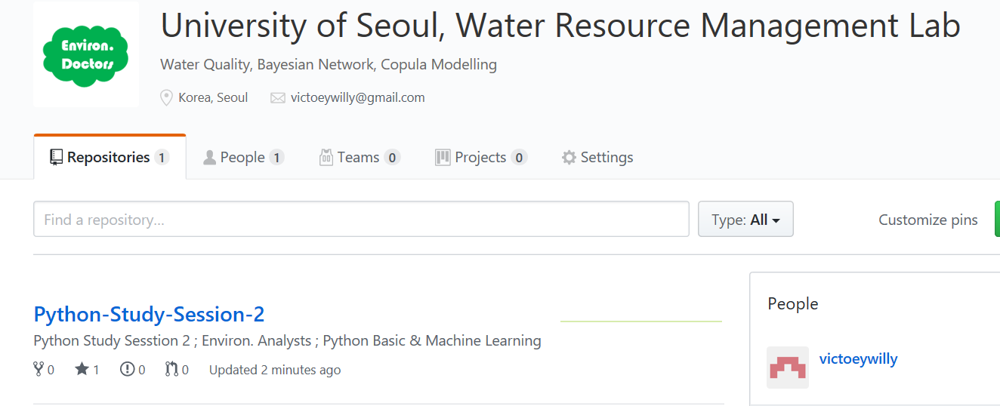 Environ.
Doctors
University of Seoul, Water Resource Management Lab
Water Quality, Bayesian Network, Copula Modelling
Korea, Seoul victoeywilly@gmail.com
Repositories 1 People 1 Teams 0 Projects 0 Settings
Find a repository... Type: All Customize pins
Python-Study-Session-2
Python Study Sesstion 2 ; Environ. Analysts ; Python Basic & Machine Learning
0 1 0 0 Updated 2 minutes ago
People
victoeywilly